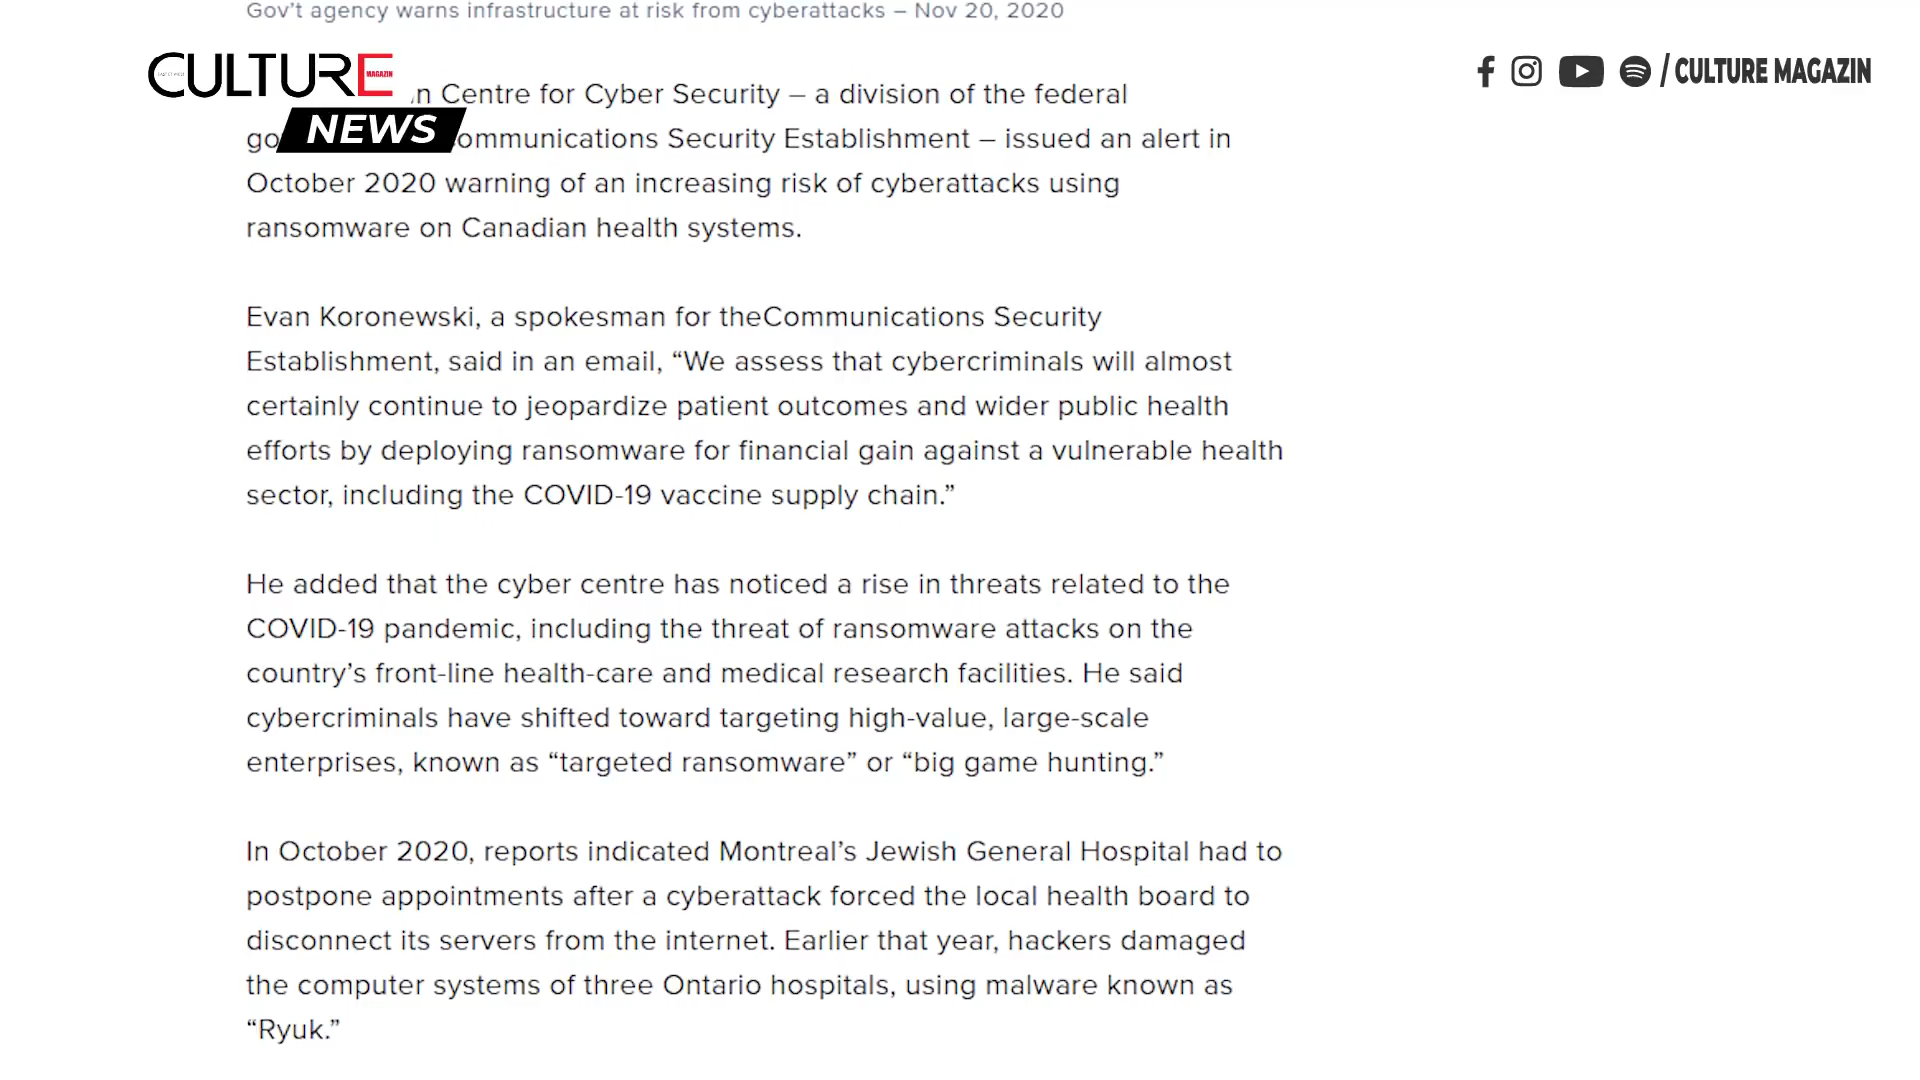 Gov't agency warns infrastructure at risk from cyberattacks – Nov 20, 2020
CULTURE
MAGAZIN
NEWS
/ CULTURE MAGAZIN
Centre for Cyber Security – a division of the federal
Security Establishment – issued an alert in
October 2020 warning of an increasing risk of cyberattacks using
ransomware on Canadian health systems.
Evan Koronewski, a spokesman for theCommunications Security
Establishment, said in an email, “We assess that cybercriminals will almost
certainly continue to jeopardize patient outcomes and wider public health
efforts by deploying ransomware for financial gain against a vulnerable health
sector, including the COVID-19 vaccine supply chain.”
He added that the cyber centre has noticed a rise in threats related to the
COVID-19 pandemic, including the threat of ransomware attacks on the
country’s front-line health-care and medical research facilities. He said
cybercriminals have shifted toward targeting high-value, large-scale
enterprises, known as “targeted ransomware” or “big game hunting.”
In October 2020, reports indicated Montreal’s Jewish General Hospital had to
postpone appointments after a cyberattack forced the local health board to
disconnect its servers from the internet. Earlier that year, hackers damaged
the computer systems of three Ontario hospitals, using malware known as
“Ryuk.”